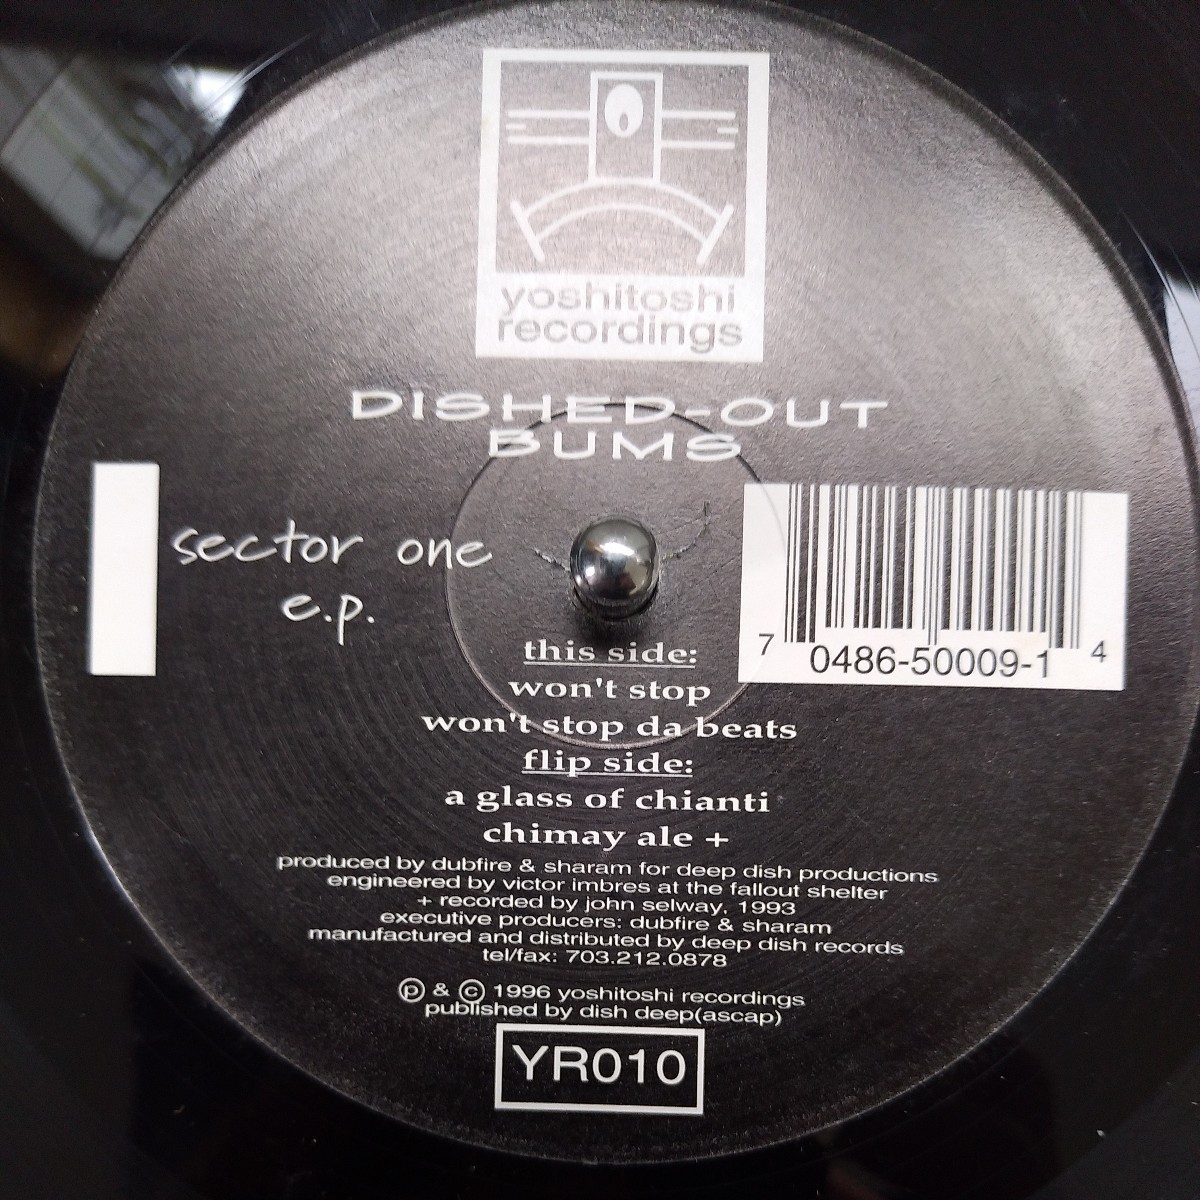 yoshitoshi
recordings
DISHED-OUT
BUMS
sector one
e.p.
7 0486-50009-1 4
this side:
won't stop
won't stop da beats
flip side:
a glass of chianti
chimay ale +
produced by dubfire & sharam for deep dish productions
engineered by victor imbres at the fallout shelter
+ recorded by john selway, 1993
executive producers: dubfire & sharam
manufactured and distributed by deep dish records
tel/fax: 703.212.0878
℗ & © 1996 yoshitoshi recordings
published by dish deep(ascap)
YR010